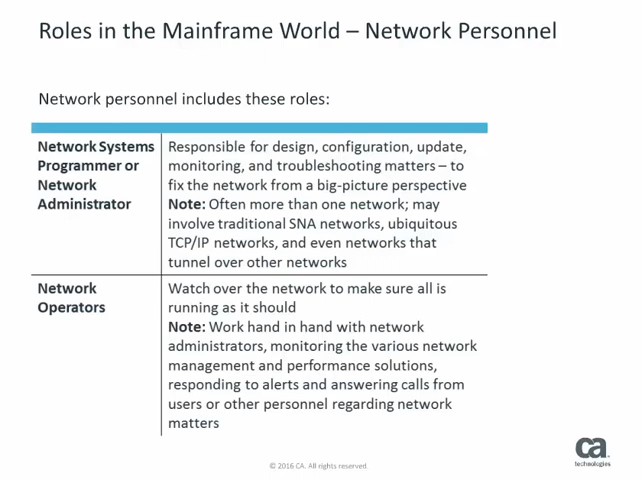 Roles in the Mainframe World – Network Personnel
Network personnel includes these roles:
Network Systems
Programmer or
Network
Administrator
Responsible for design, configuration, update,
monitoring, and troubleshooting matters – to
fix the network from a big-picture perspective
Note: Often more than one network; may
involve traditional SNA networks, ubiquitous
TCP/IP networks, and even networks that
tunnel over other networks
Network
Operators
Watch over the network to make sure all is
running as it should
Note: Work hand in hand with network
administrators, monitoring the various network
management and performance solutions,
responding to alerts and answering calls from
users or other personnel regarding network
matters
© 2016 CA. All rights reserved
ca
technologies